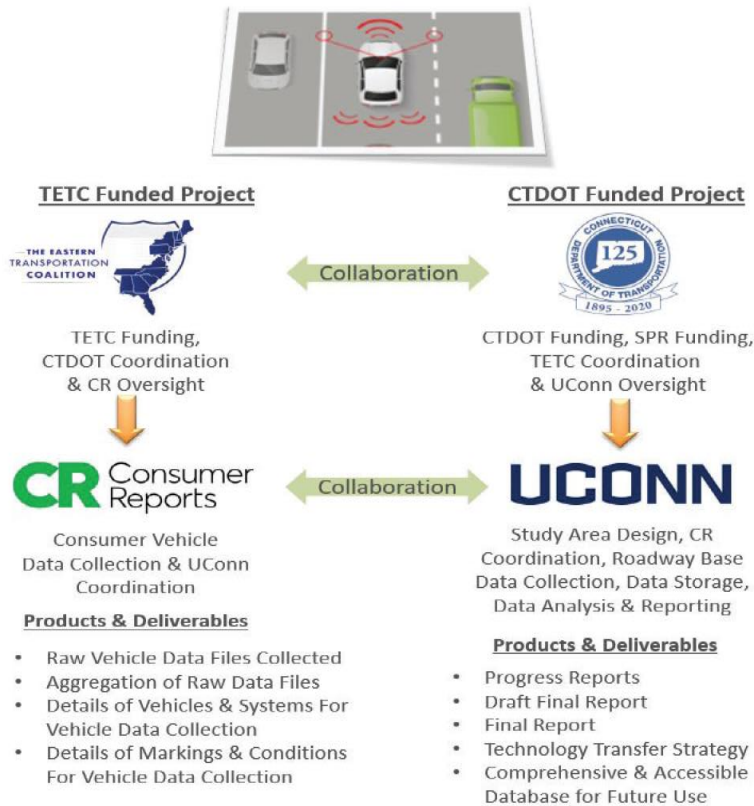 TETC Funded Project
THE EASTERN
TRANSPORTATION
COALITION
TETC Funding,
CTDOT Coordination
& CR Oversight
Collaboration
CTDOT Funded Project
CONNECTICUT
DEPARTMENT OF TRANSPORTATION
125
1895 - 2020
CTDOT Funding, SPR Funding,
TETC Coordination
& UConn Oversight
CR Consumer
Reports
Consumer Vehicle
Data Collection & UConn
Coordination
Products & Deliverables
• Raw Vehicle Data Files Collected
• Aggregation of Raw Data Files
• Details of Vehicles & Systems For
Vehicle Data Collection
• Details of Markings & Conditions
For Vehicle Data Collection
Collaboration
UCONN
Study Area Design, CR
Coordination, Roadway Base
Data Collection, Data Storage,
Data Analysis & Reporting
Products & Deliverables
• Progress Reports
• Draft Final Report
• Final Report
• Technology Transfer Strategy
• Comprehensive & Accessible
Database for Future Use